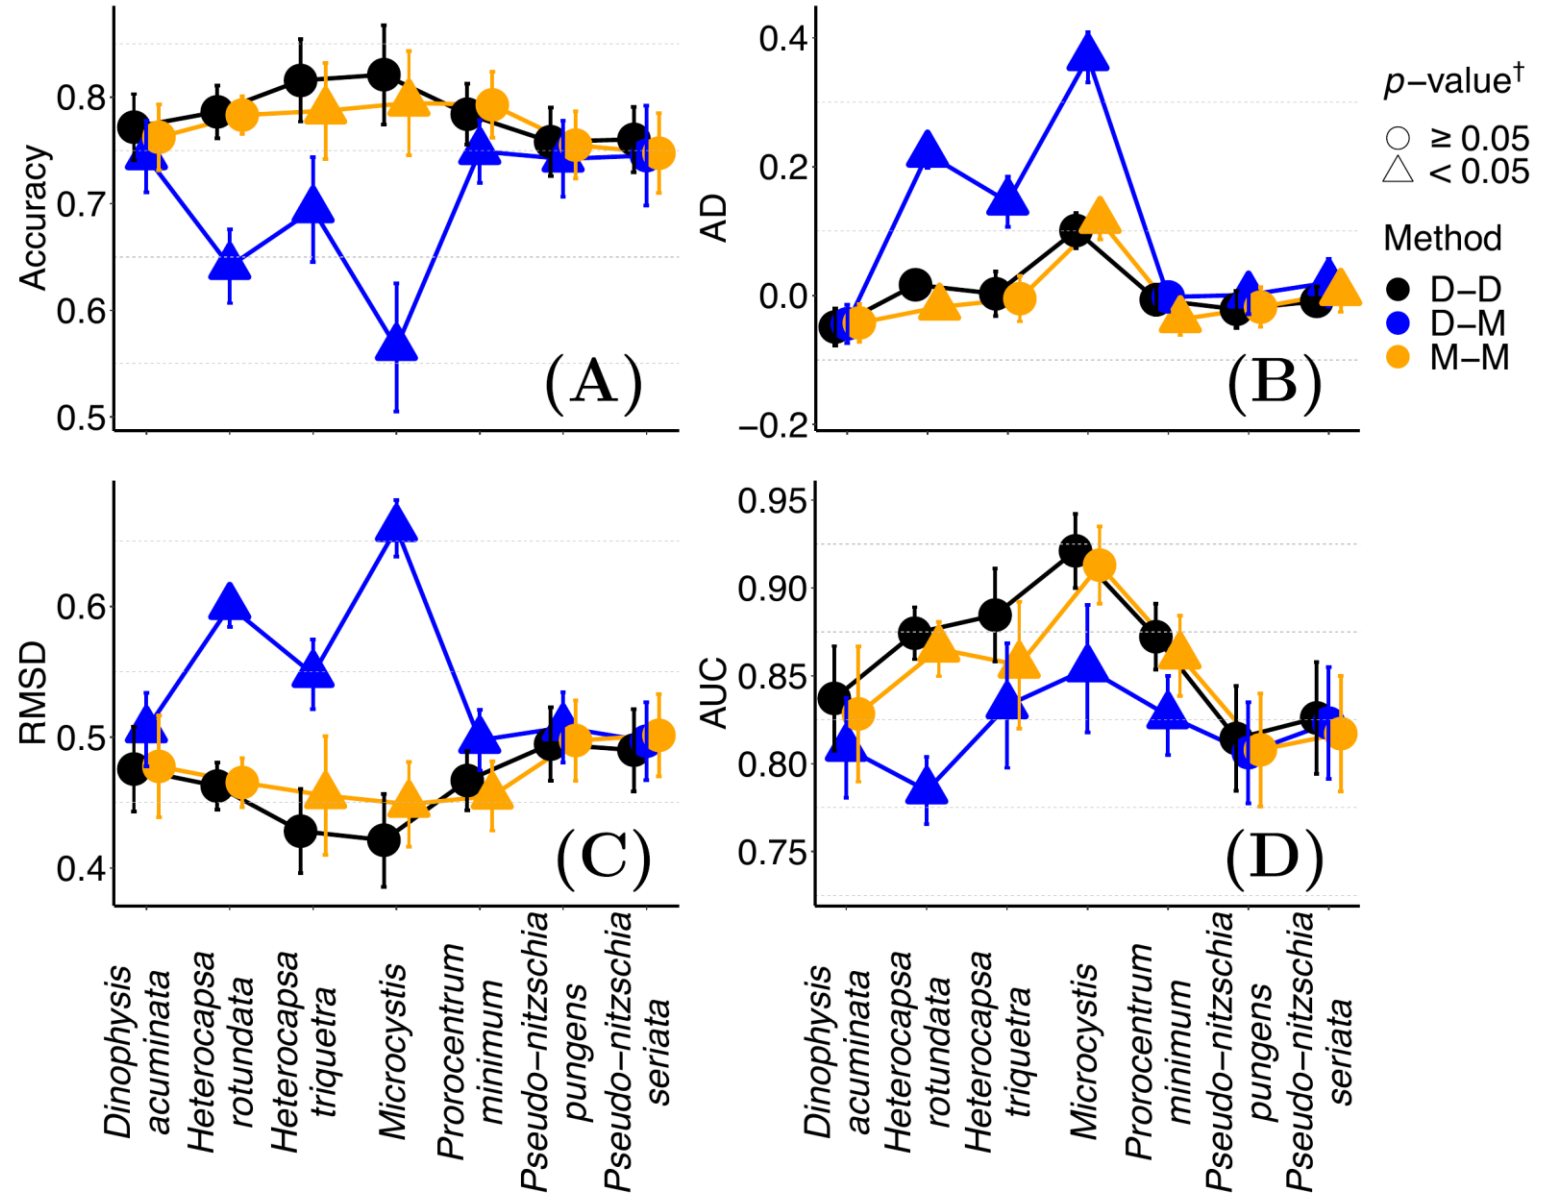 Accuracy
0.8
0.7
0.6
0.5
(A)
AD
0.4
0.2
0.0
−0.2
(B)
p−value†
≥ 0.05
< 0.05
Method
D−D
D−M
M−M
RMSD
0.6
0.5
0.4
(C)
AUC
0.95
0.90
0.85
0.80
0.75
(D)
Dinophysis
acuminata
Heterocapsa
rotundata
Heterocapsa
triquetra
Microcystis
Prorocentrum
minimum
Pseudo−nitzschia
pungens
Pseudo−nitzschia
seriata
Dinophysis
acuminata
Heterocapsa
rotundata
Heterocapsa
triquetra
Microcystis
Prorocentrum
minimum
Pseudo−nitzschia
pungens
Pseudo−nitzschia
seriata